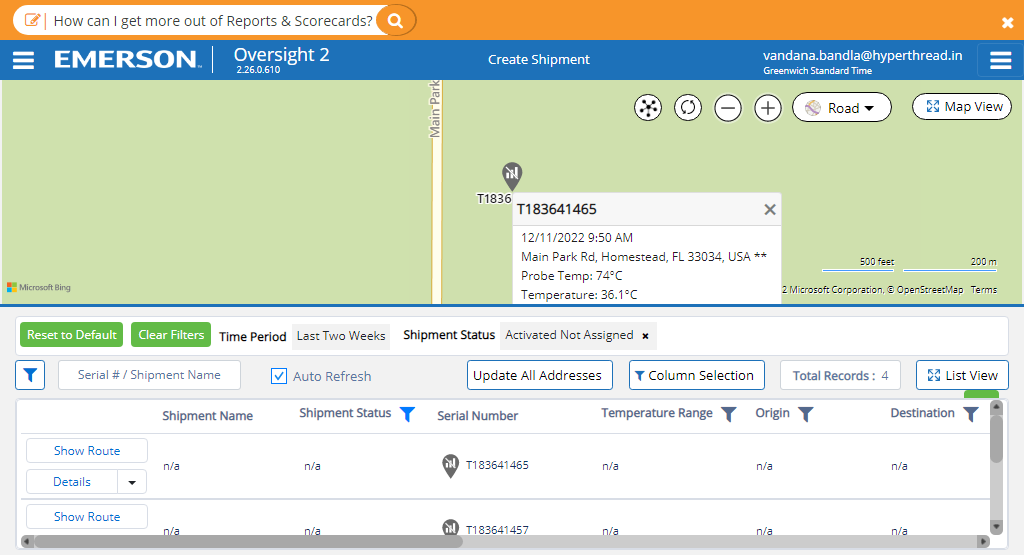 How can I get more out of Reports & Scorecards?
EMERSON
Oversight 2
2.26.0.610
Create Shipment
vandana.bandla@hyperthread.in
Greenwich Standard Time
Main Park
Road
Map View
T1836
T183641465
12/11/2022 9:50 AM
Main Park Rd, Homestead, FL 33034, USA **
Probe Temp: 74°C
Temperature: 36.1°C
500 feet
200 m
Microsoft Bing
2 Microsoft Corporation, © OpenStreetMap Terms
Reset to Default
Clear Filters
Time Period
Last Two Weeks
Shipment Status
Activated Not Assigned ×
Serial # / Shipment Name
Auto Refresh
Update All Addresses
Column Selection
Total Records : 4
List View
Shipment Name
Shipment Status
Serial Number
Temperature Range
Origin
Destination
Show Route
Details
n/a
n/a
T183641465
n/a
n/a
n/a
Show Route
n/a
n/a
T183641457
n/a
n/a
n/a